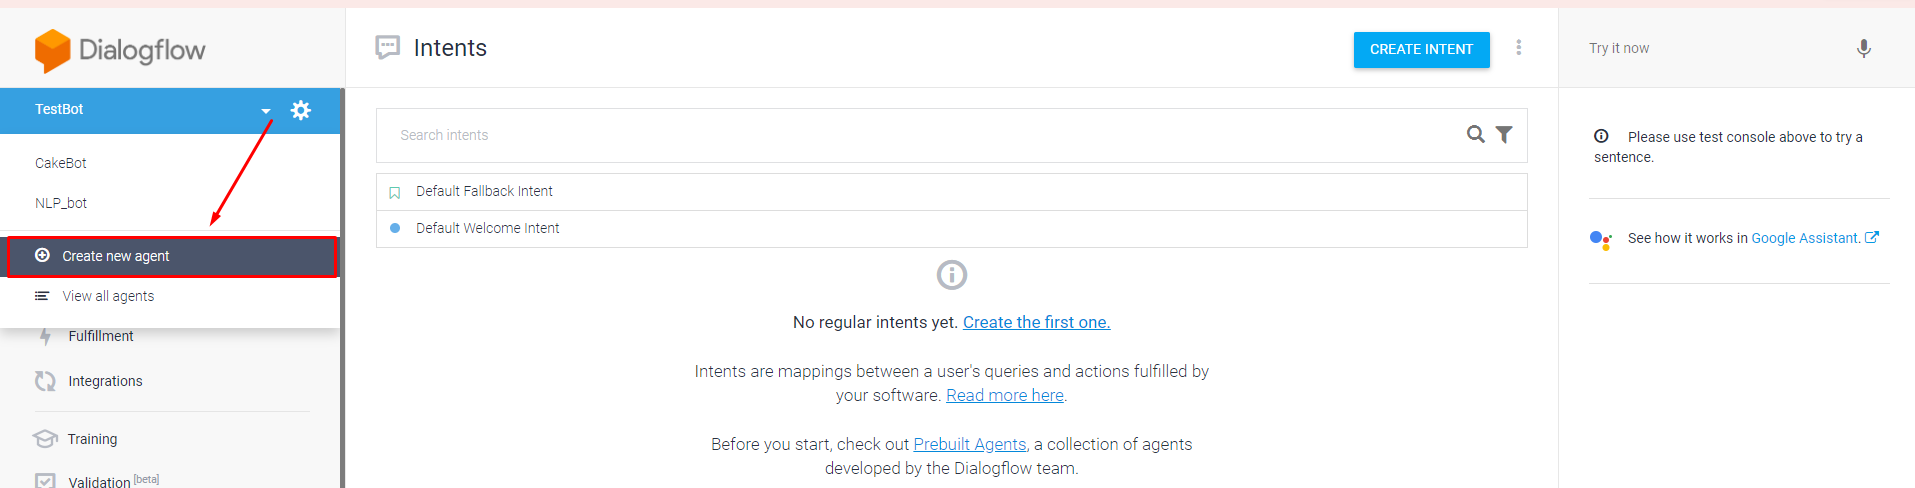 Dialogflow
TestBot
CakeBot
NLP_bot
Create new agent
View all agents
Fulfillment
Integrations
Training
Validation [beta]
Intents
CREATE INTENT
Search intents
Default Fallback Intent
Default Welcome Intent
No regular intents yet. Create the first one.
Intents are mappings between a user's queries and actions fulfilled by
your software. Read more here.
Before you start, check out Prebuilt Agents, a collection of agents
developed by the Dialogflow team.
Try it now
Please use test console above to try a
sentence.
See how it works in Google Assistant.